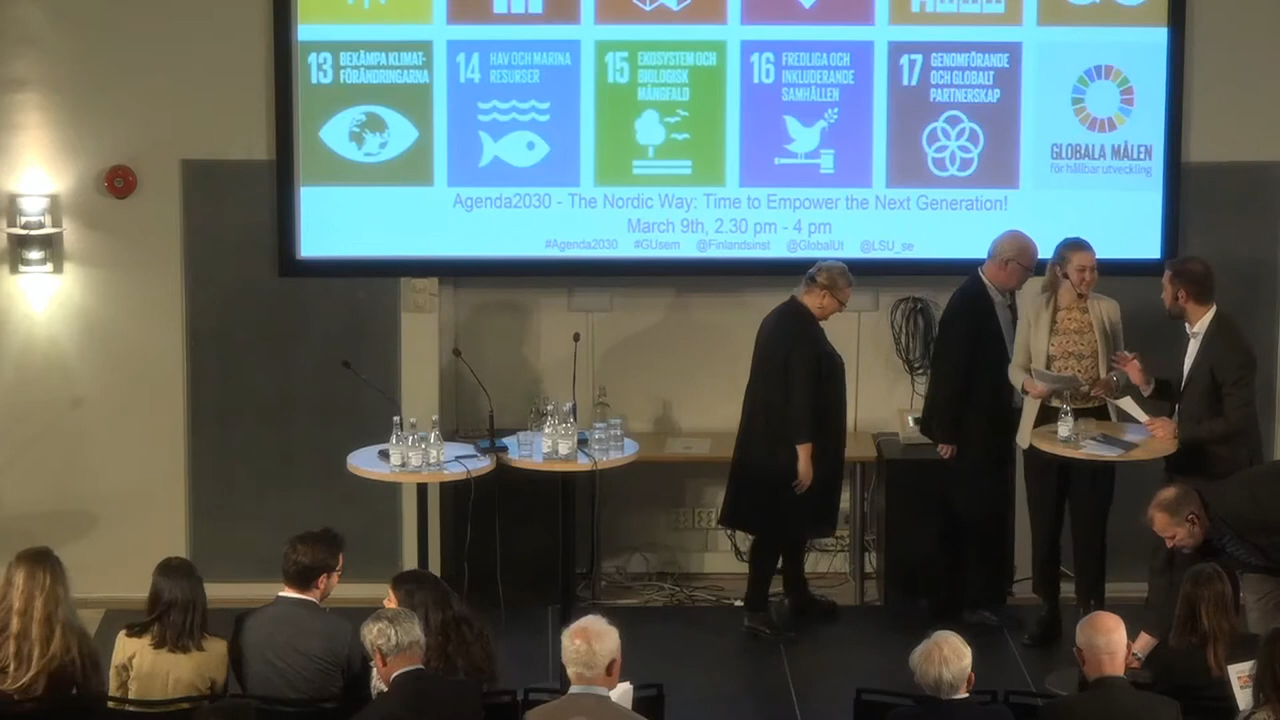 13 BEKÄMPA KLIMAT-
FÖRÄNDRINGARNA
14 HAV OCH MARINA
RESURSER
15 EKOSYSTEM OCH
BIOLOGISK
MÅNGFALD
16 FREDLIGA OCH
INKLUDERANDE
SAMHÄLLEN
17 GENOMFÖRANDE
OCH GLOBALT
PARTNERSKAP
GLOBALA MÅLEN
för hållbar utveckling
Agenda2030 - The Nordic Way: Time to Empower the Next Generation!
March 9th, 2.30 pm - 4 pm
#Agenda2030 #GUsem @Finlandsinst @GlobalUt @LSU_se